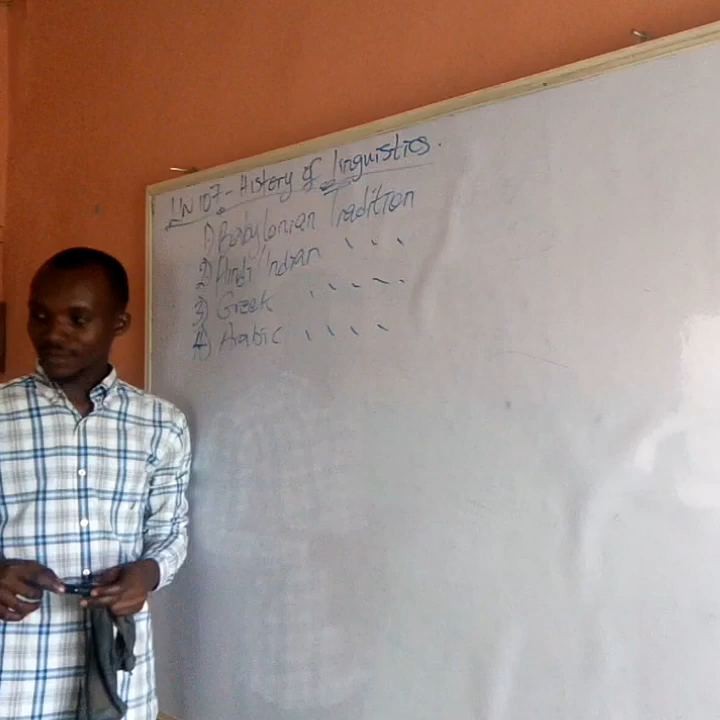 LIN 107 - History of Linguistics.
1) Babylonian Tradition
2) Hindi Indian " "
3) Greek " "
4) Arabic " "